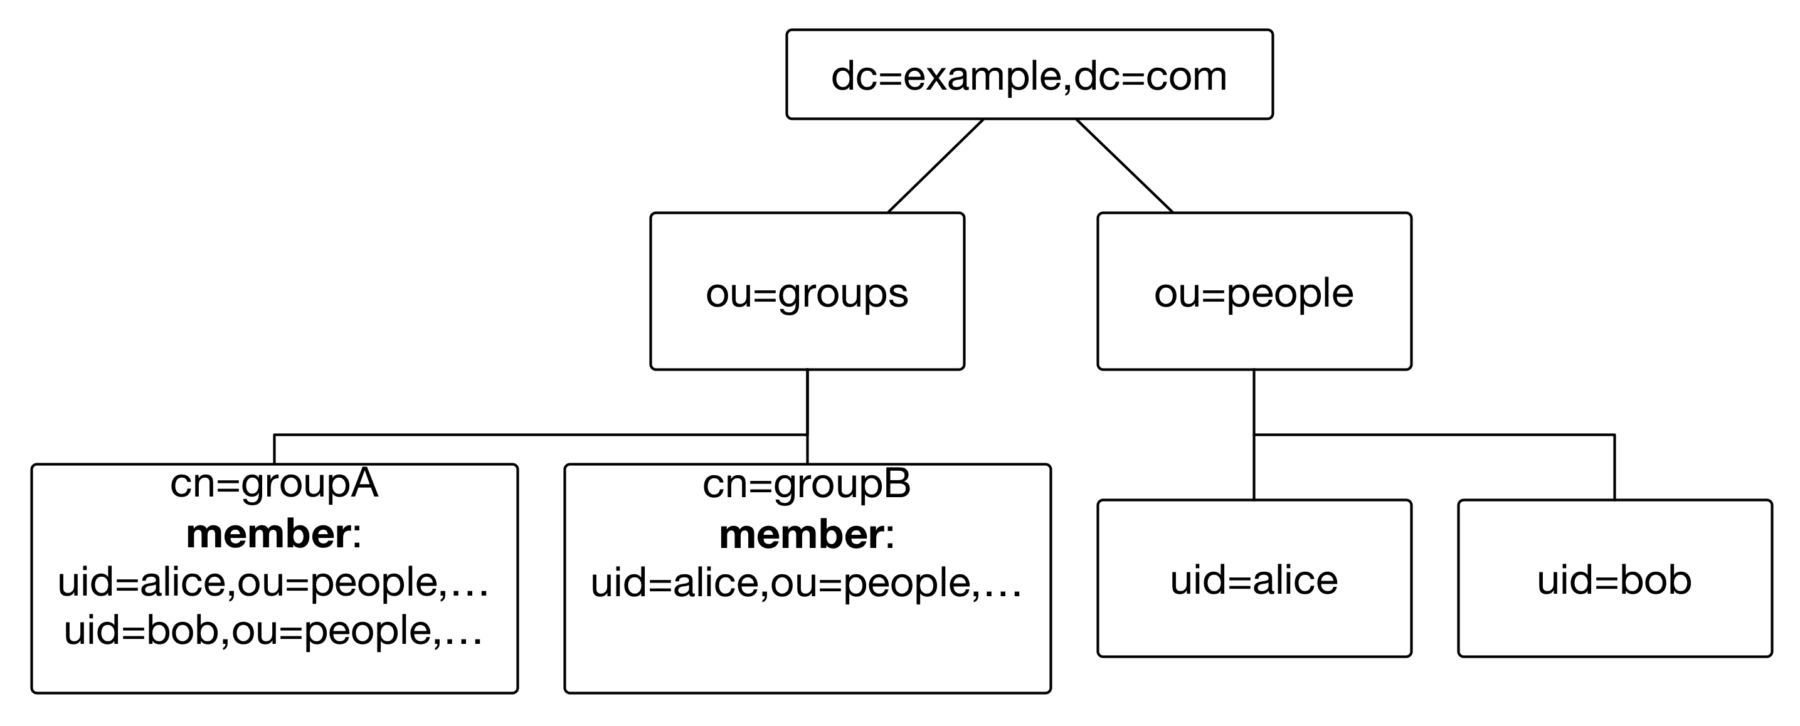 dc=example,dc=com
ou=groups
ou=people
cn=groupA
member:
uid=alice,ou=people,…
uid=bob,ou=people,…
cn=groupB
member:
uid=alice,ou=people,…
uid=alice
uid=bob